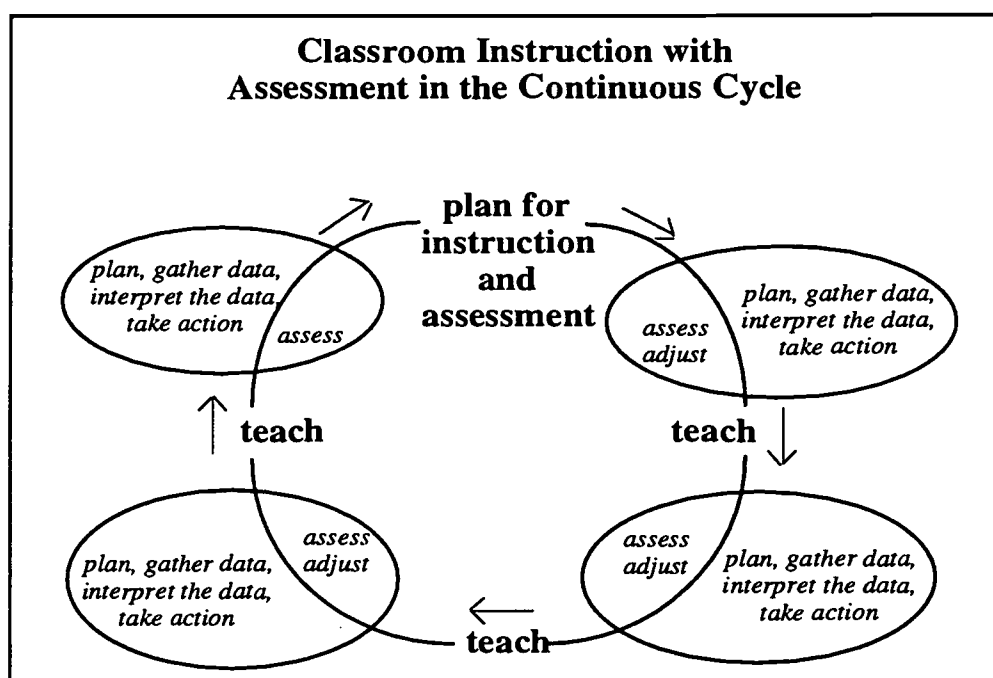 Classroom Instruction with
Assessment in the Continuous Cycle
plan for
instruction
and
assessment
plan, gather data,
interpret the data,
take action
assess
assess
adjust
plan, gather data,
interpret the data,
take action
teach
teach
plan, gather data,
interpret the data,
take action
assess
adjust
assess
adjust
plan, gather data,
interpret the data,
take action
teach